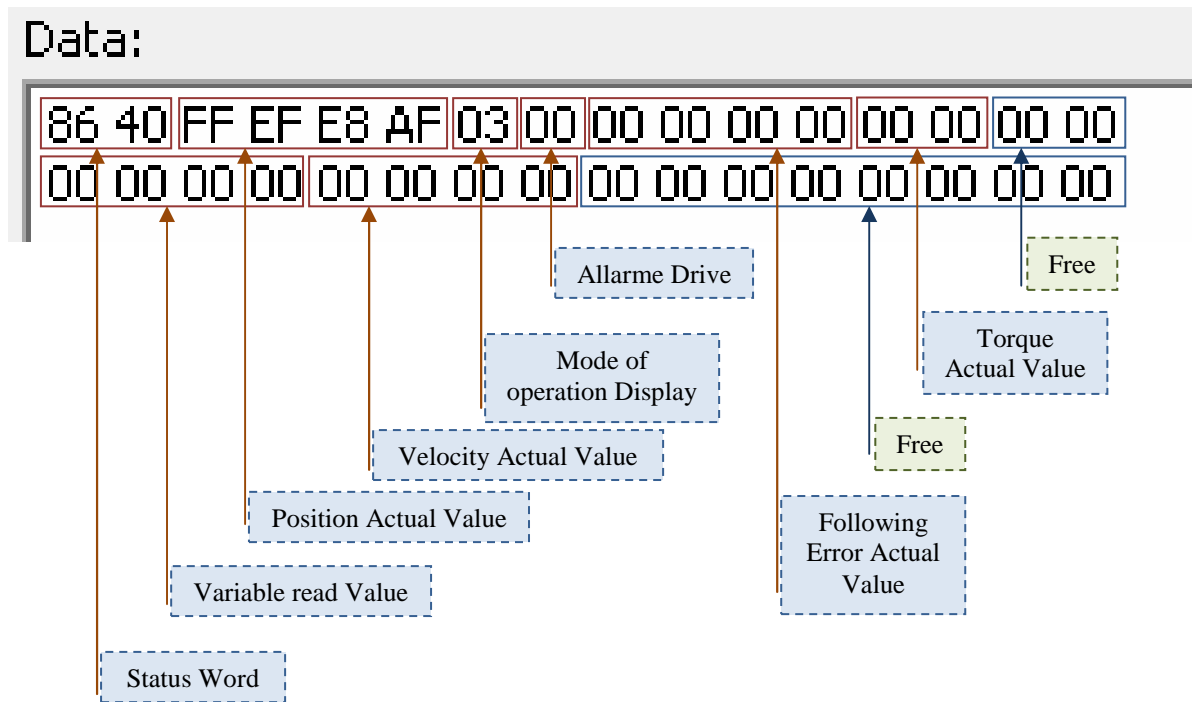 Data:
86 40 FF EF E8 AF 03 00 00 00 00 00 00 00 00 00
00 00 00 00 00 00 00 00 00 00 00 00 00 00 00 00
Allarme Drive
Free
Mode of
operation Display
Torque
Actual Value
Velocity Actual Value
Free
Position Actual Value
Following
Error Actual
Value
Variable read Value
Status Word